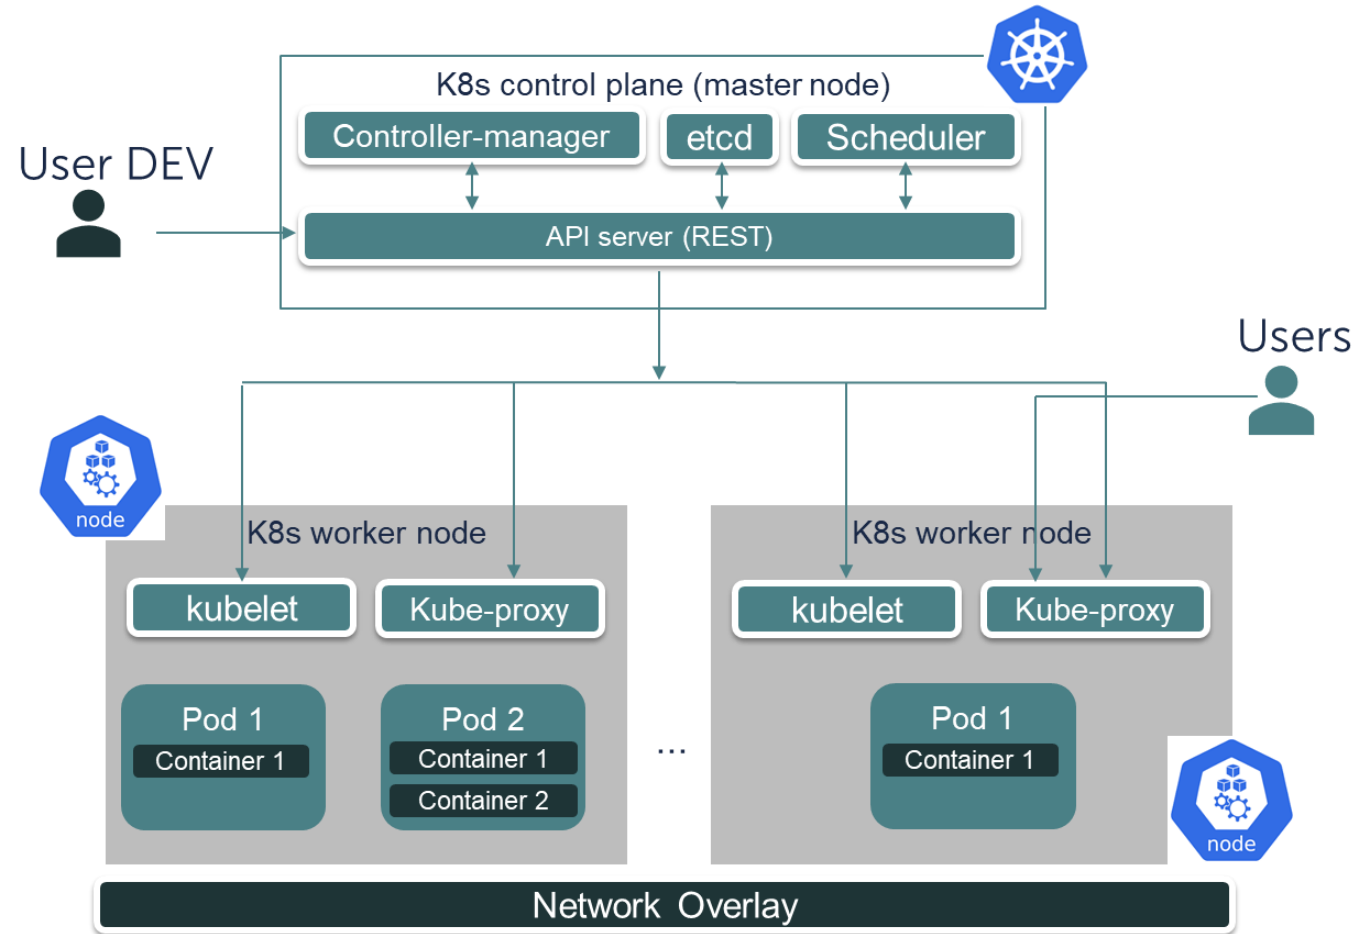 K8s control plane (master node)
Controller-manager
etcd
Scheduler
User DEV
API server (REST)
Users
node
K8s worker node
kubelet
Kube-proxy
Pod 1
Container 1
Pod 2
Container 1
Container 2
...
K8s worker node
kubelet
Kube-proxy
Pod 1
Container 1
node
Network Overlay